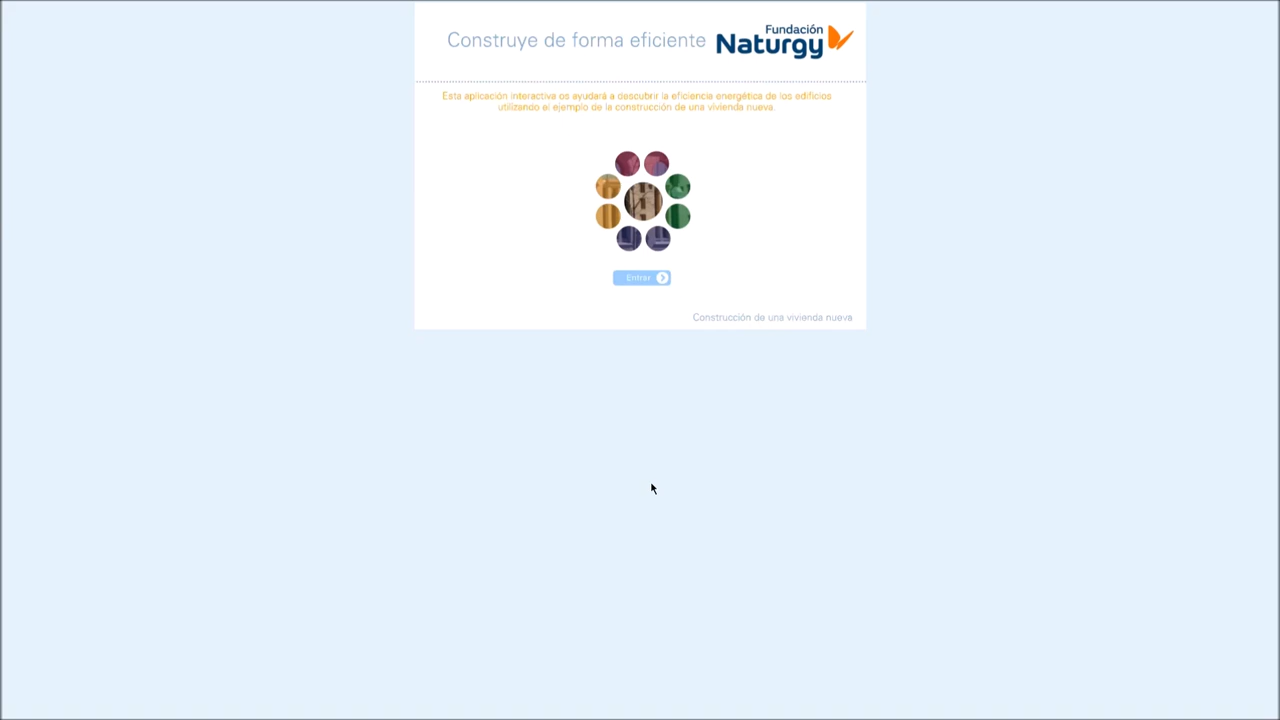 Construye de forma eficiente
Fundación
Naturgy
Esta aplicación interactiva os ayudará a descubrir la eficiencia energética de los edificios
utilizando el ejemplo de la construcción de una vivienda nueva.
Entrar
Construcción de una vivienda nueva